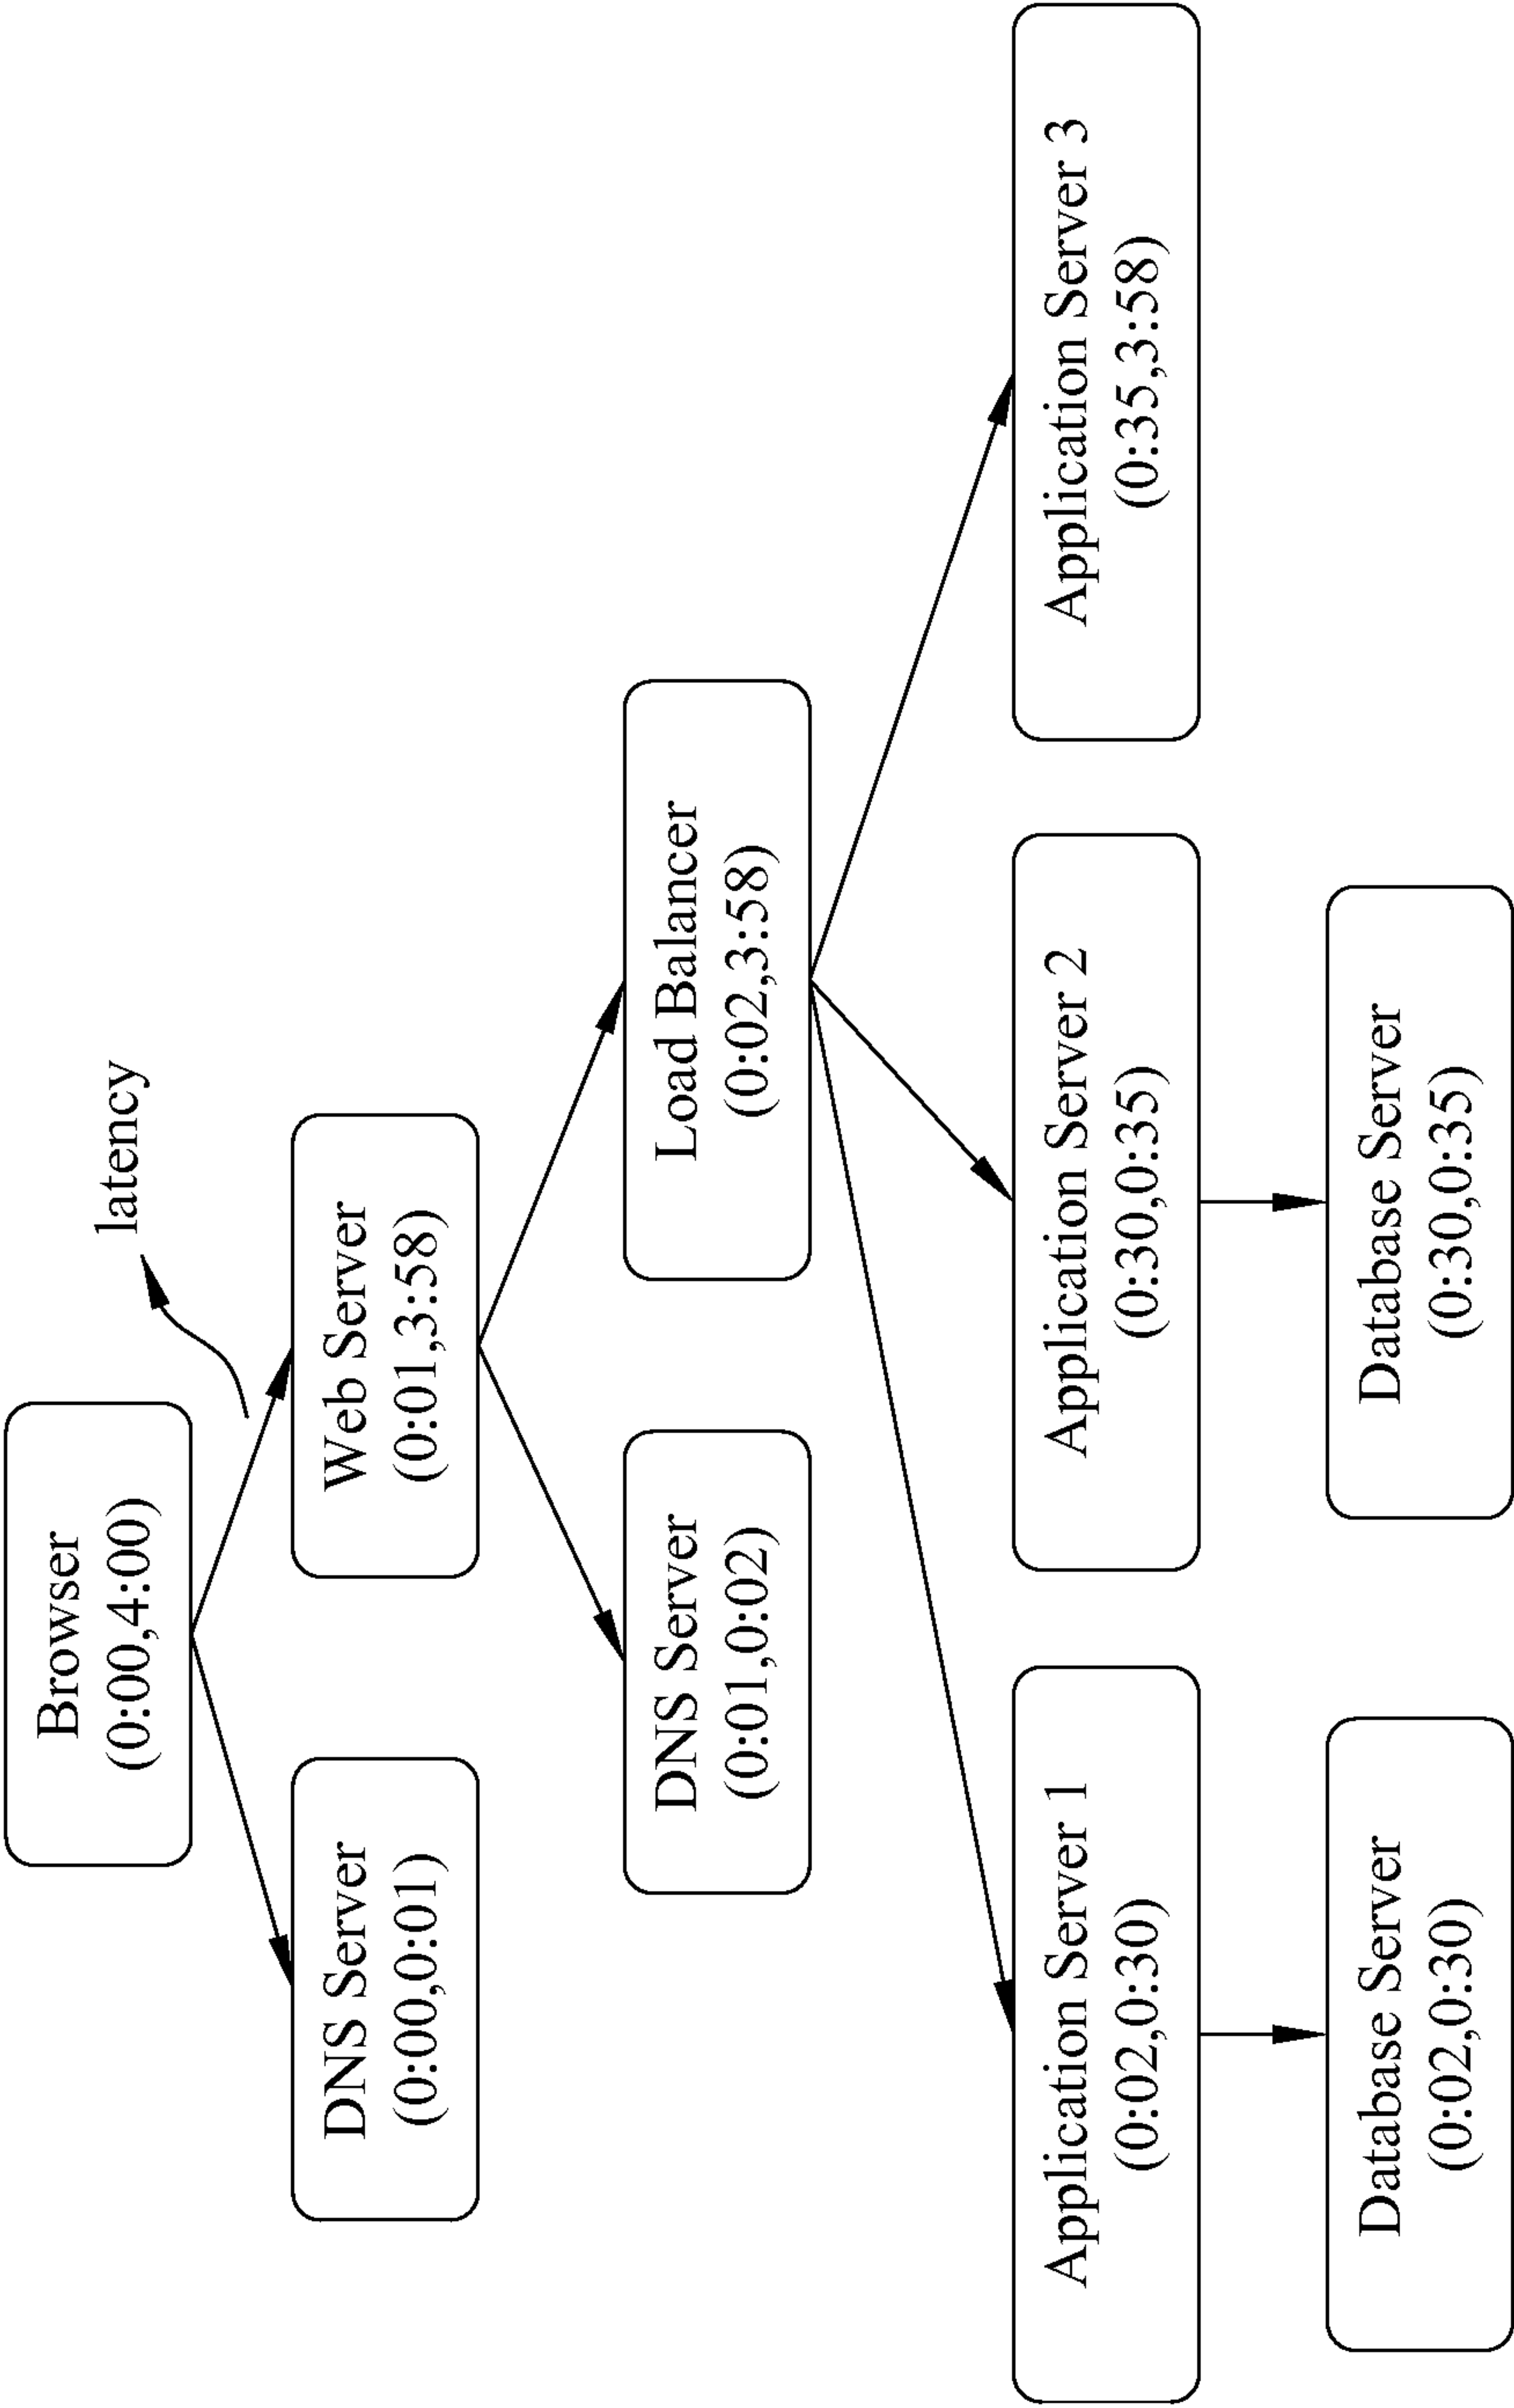 Browser
(0:00,4:00)
latency
DNS Server
(0:00,0:01)
Web Server
(0:01,3:58)
DNS Server
(0:01,0:02)
Load Balancer
(0:02,3:58)
Application Server 1
(0:02,0:30)
Application Server 2
(0:30,0:35)
Application Server 3
(0:35,3:58)
Database Server
(0:02,0:30)
Database Server
(0:30,0:35)